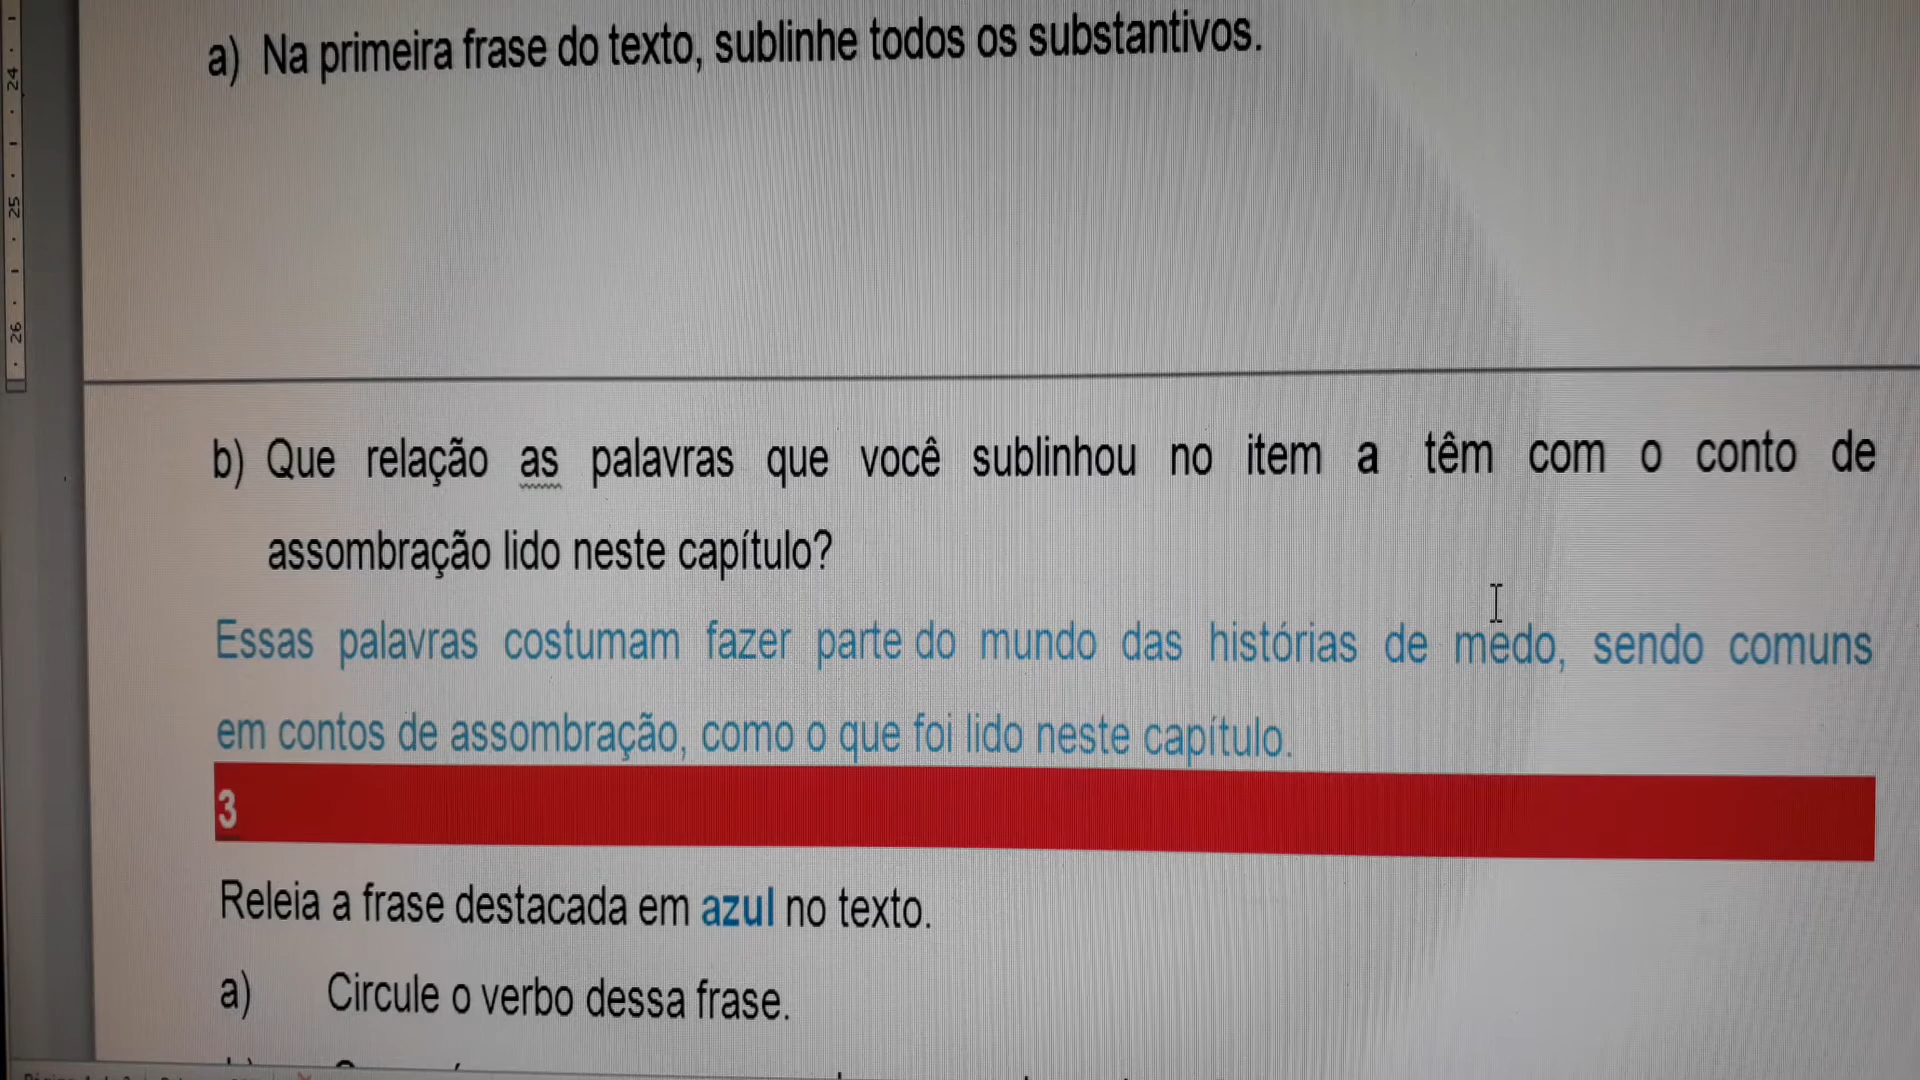 a) Na primeira frase do texto, sublinhe todos os substantivos.
24
25
26
b) Que relação as palavras que você sublinhou no item a têm com o conto de
assombração lido neste capítulo?
Essas palavras costumam fazer parte do mundo das histórias de medo, sendo comuns
em contos de assombração, como o que foi lido neste capítulo.
3
Releia a frase destacada em azul no texto.
a) Circule o verbo dessa frase.